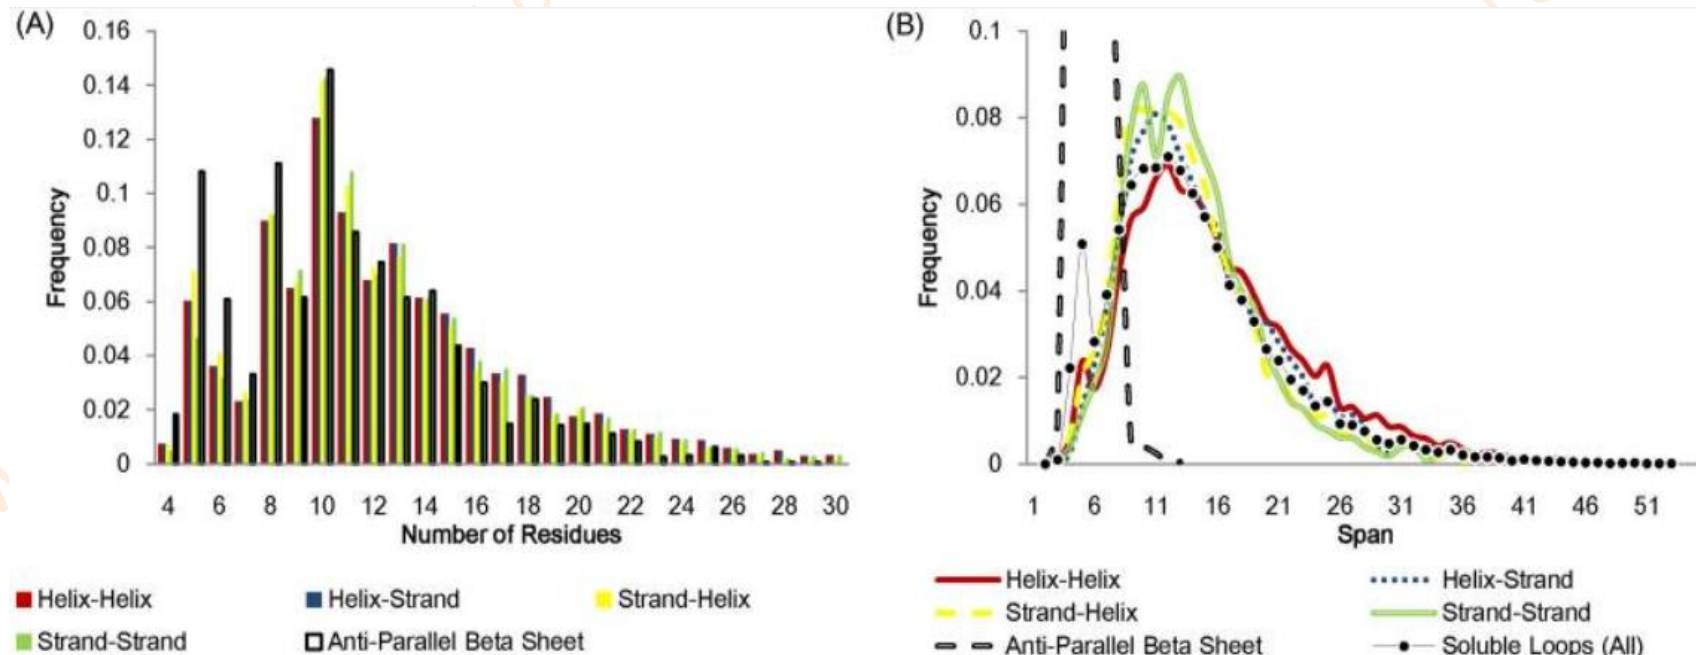 (A)
0.16
0.14
0.12
0.1
0.08
0.06
0.04
0.02
0
Frequency
4 6 8 10 12 14 16 18 20 22 24 26 28 30
Number of Residues
Helix-Helix Helix-Strand Strand-Helix
Strand-Strand Anti-Parallel Beta Sheet
(B)
0.1
0.08
0.06
0.04
0.02
0
Frequency
1 6 11 16 21 26 31 36 41 46 51
Span
Helix-Helix Helix-Strand
Strand-Helix Strand-Strand
Anti-Parallel Beta Sheet Soluble Loops (All)